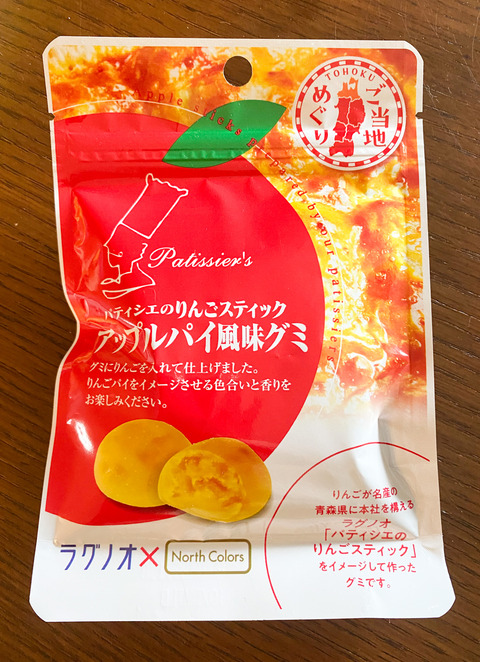 Apple sticks prepared by our patissiers
TOHOKU
ご当地
めぐり
Patissier's
パティシエのりんごスティック
アップルパイ風味グミ
グミにりんごを入れて仕上げました。
りんごパイをイメージさせる色合いと香りを
お楽しみください。
りんごが名産の
青森県に本社を構える
ラグノオ
「パティシエの
りんごスティック」
をイメージして作った
グミです。
ラグノオ×North Colors